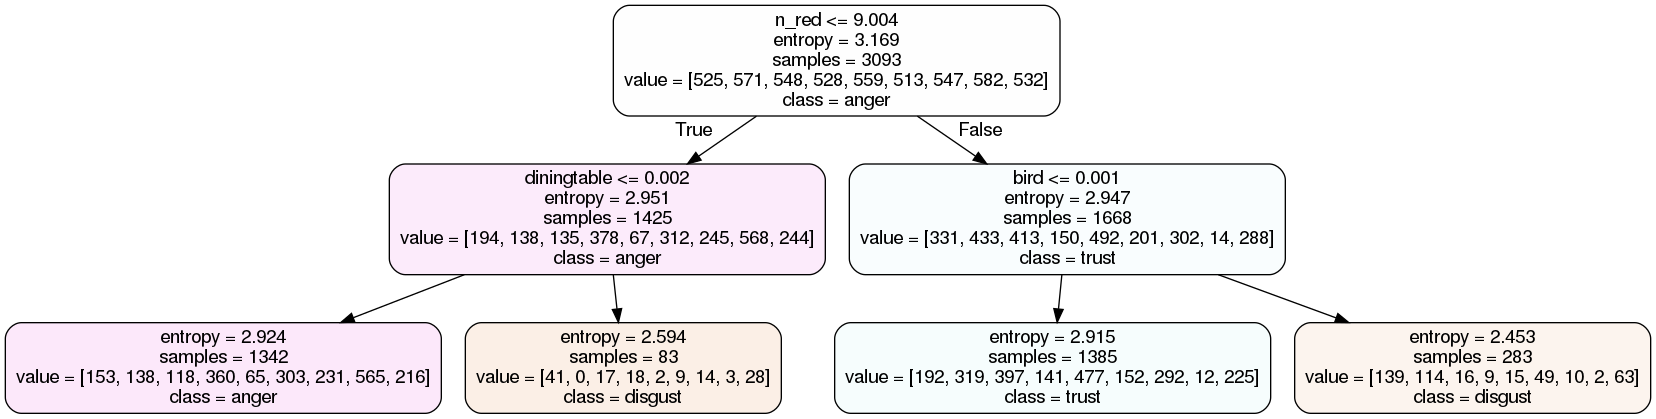 n_red <= 9.004
entropy = 3.169
samples = 3093
value = [525, 571, 548, 528, 559, 513, 547, 582, 532]
class = anger
True
False
diningtable <= 0.002
entropy = 2.951
samples = 1425
value = [194, 138, 135, 378, 67, 312, 245, 568, 244]
class = anger
bird <= 0.001
entropy = 2.947
samples = 1668
value = [331, 433, 413, 150, 492, 201, 302, 14, 288]
class = trust
entropy = 2.924
samples = 1342
value = [153, 138, 118, 360, 65, 303, 231, 565, 216]
class = anger
entropy = 2.594
samples = 83
value = [41, 0, 17, 18, 2, 9, 14, 3, 28]
class = disgust
entropy = 2.915
samples = 1385
value = [192, 319, 397, 141, 477, 152, 292, 12, 225]
class = trust
entropy = 2.453
samples = 283
value = [139, 114, 16, 9, 15, 49, 10, 2, 63]
class = disgust